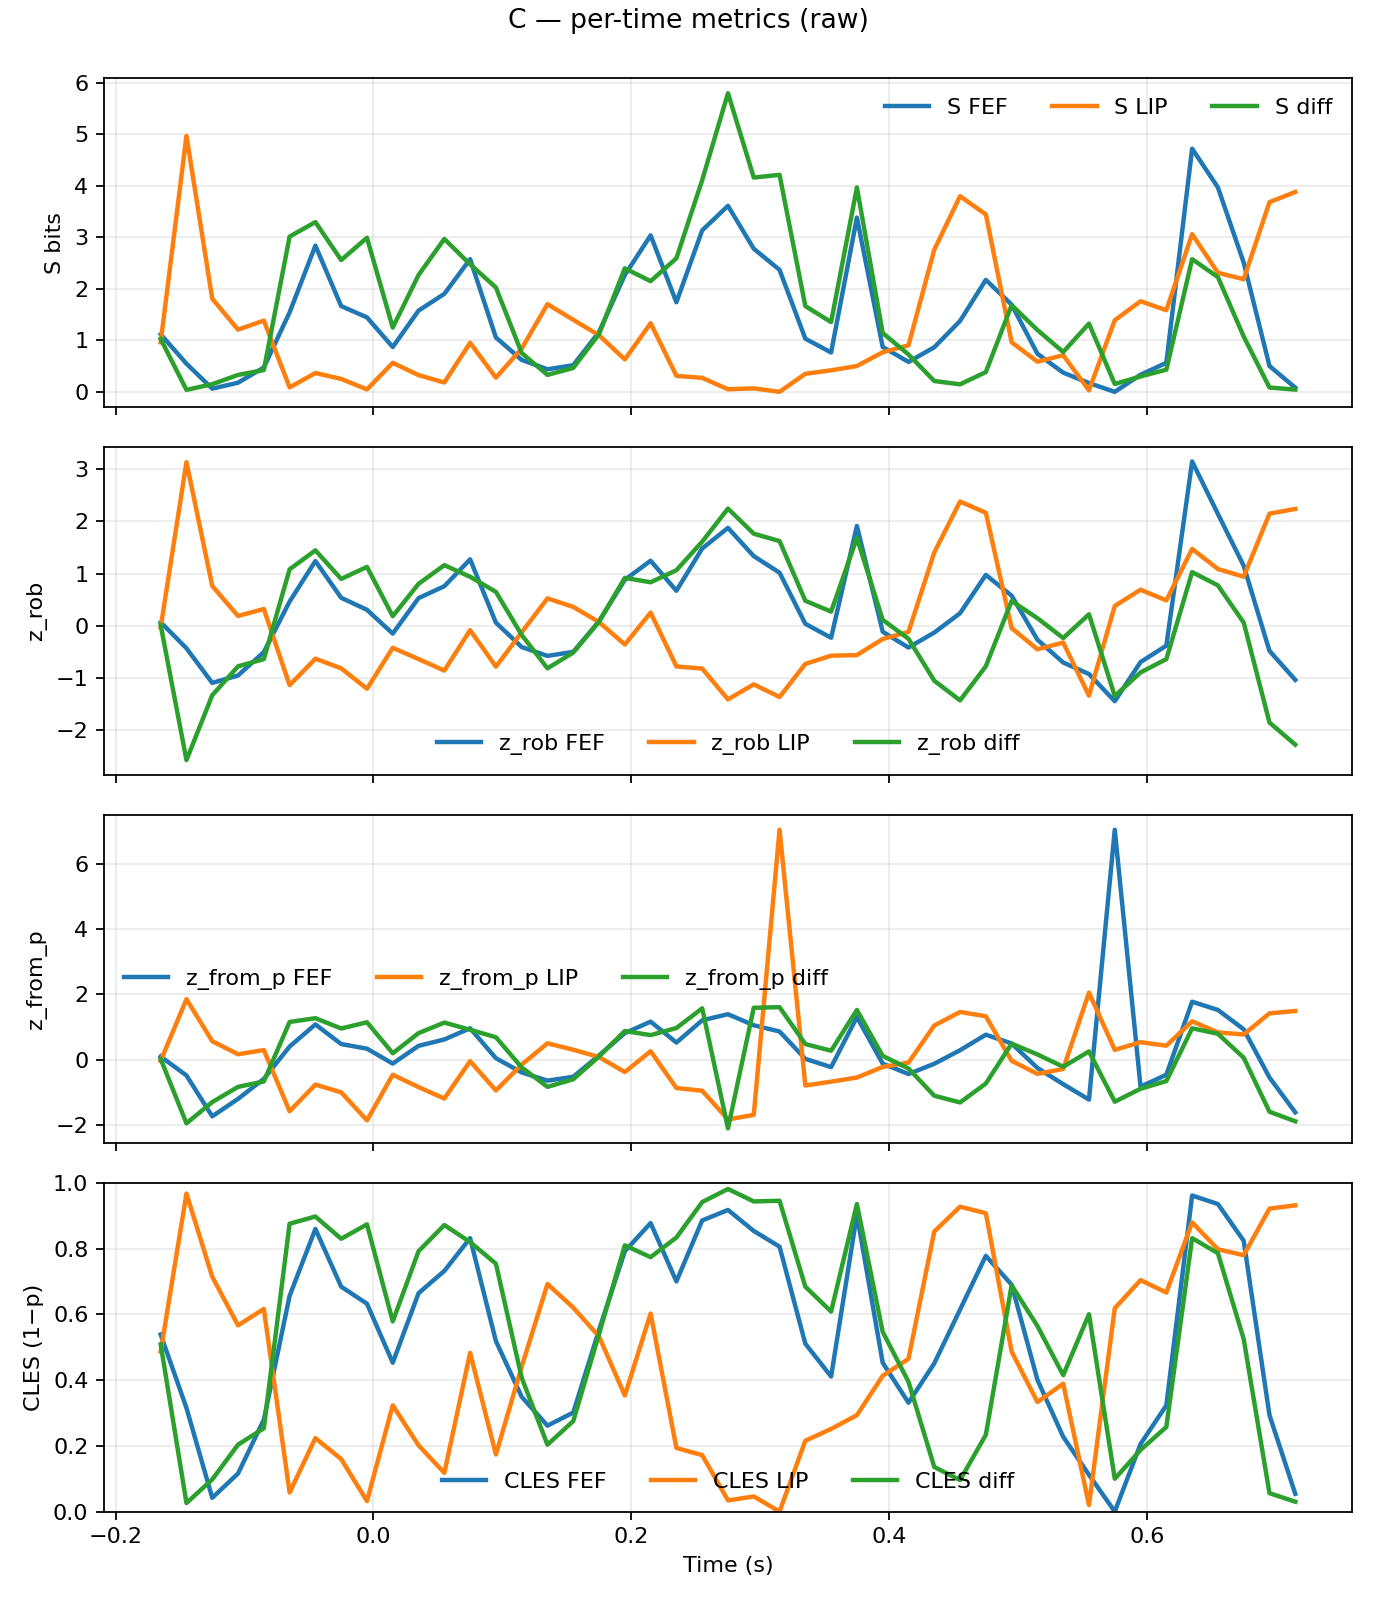 C — per-time metrics (raw)
6
5
4
3
2
1
0
S bits
S FEF
S LIP
S diff
3
2
1
0
−1
−2
z_rob
z_rob FEF
z_rob LIP
z_rob diff
6
4
2
0
−2
z_from_p
z_from_p FEF
z_from_p LIP
z_from_p diff
1.0
0.8
0.6
0.4
0.2
0.0
CLES (1−p)
CLES FEF
CLES LIP
CLES diff
−0.2
0.0
0.2
0.4
0.6
Time (s)